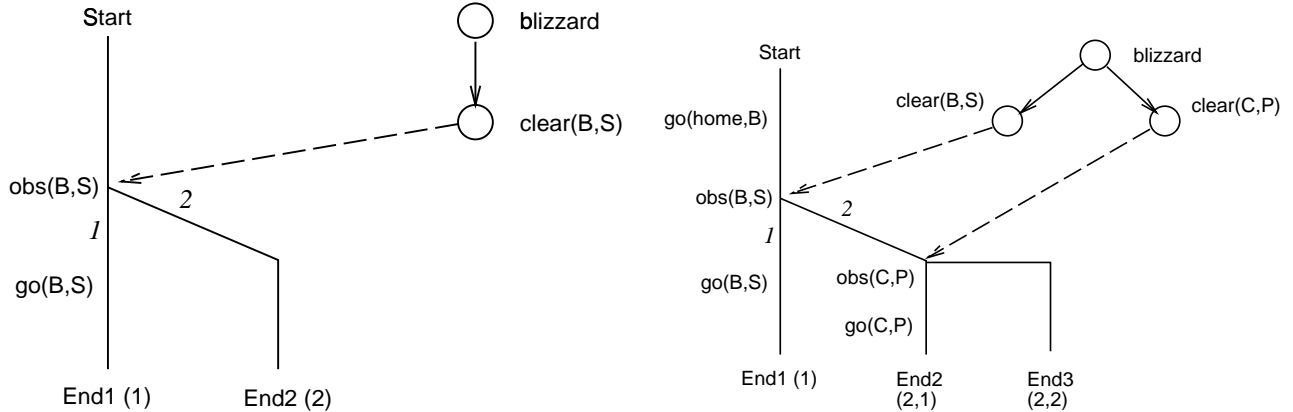 Start
blizzard
clear(B,S)
obs(B,S)
2
1
go(B,S)
End1 (1)
End2 (2)
Start
blizzard
clear(B,S)
clear(C,P)
go(home,B)
obs(B,S)
2
1
go(B,S)
obs(C,P)
go(C,P)
End1 (1)
End2
(2,1)
End3
(2,2)